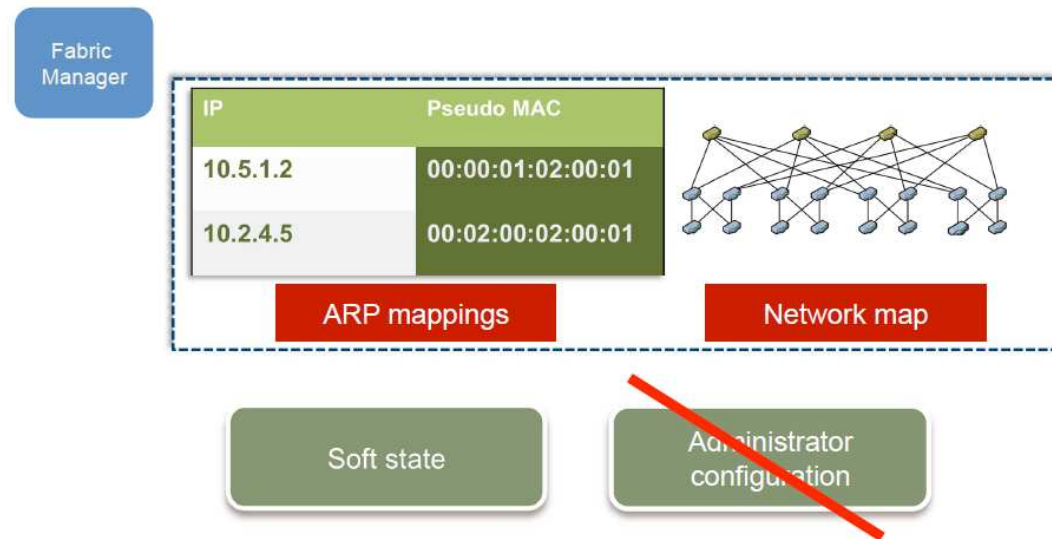 Fabric
Manager
IP Pseudo MAC
10.5.1.2 00:00:01:02:00:01
10.2.4.5 00:02:00:02:00:01
ARP mappings
Network map
Soft state
Administrator
configuration